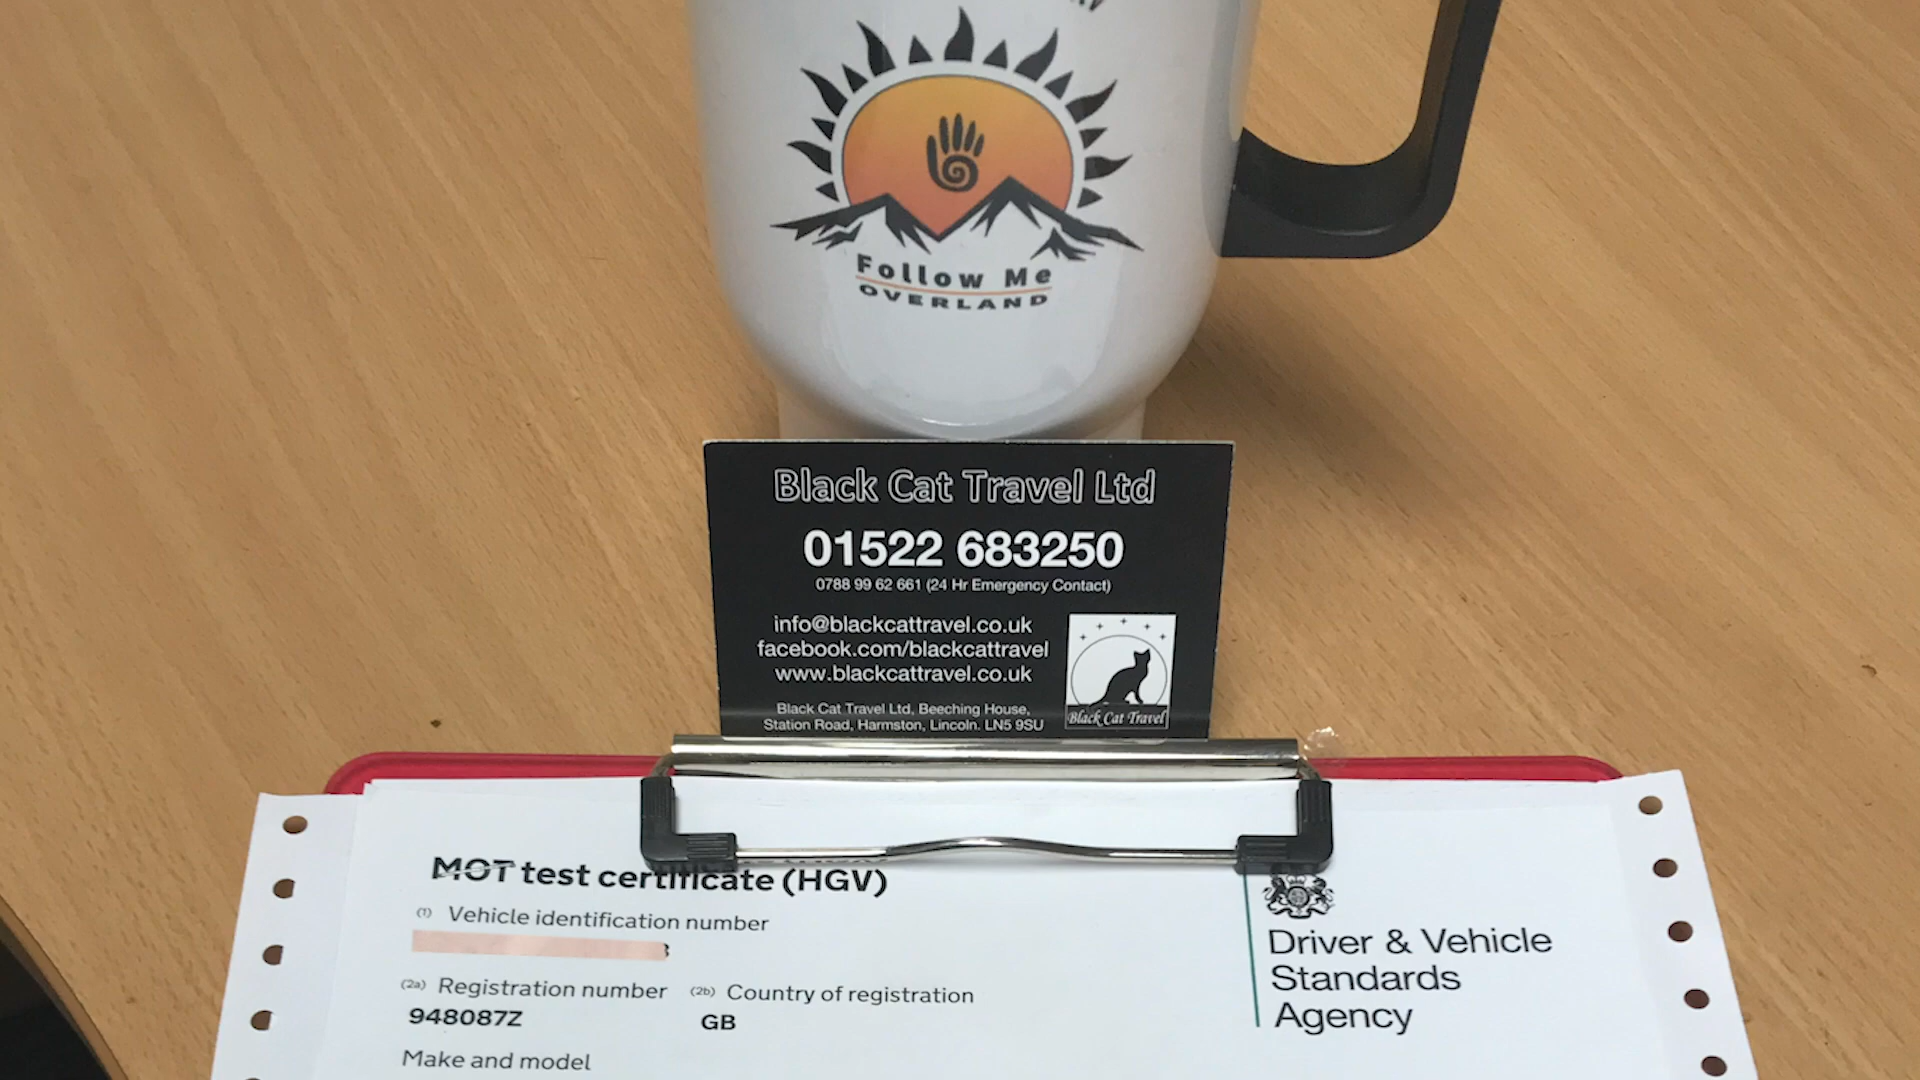 Follow Me
OVERLAND
Black Cat Travel Ltd
01522 683250
0788 99 62 661 (24 Hr Emergency Contact)
info@blackcattravel.co.uk
facebook.com/blackcattravel
www.blackcattravel.co.uk
Black Cat Travel Ltd, Beeching House,
Station Road, Harmston, Lincoln. LN5 9SU
Black Cat Travel
MOT test certificate (HGV)
(1) Vehicle identification number
(2a) Registration number (2b) Country of registration
948087Z GB
Make and model
Driver & Vehicle
Standards
Agency